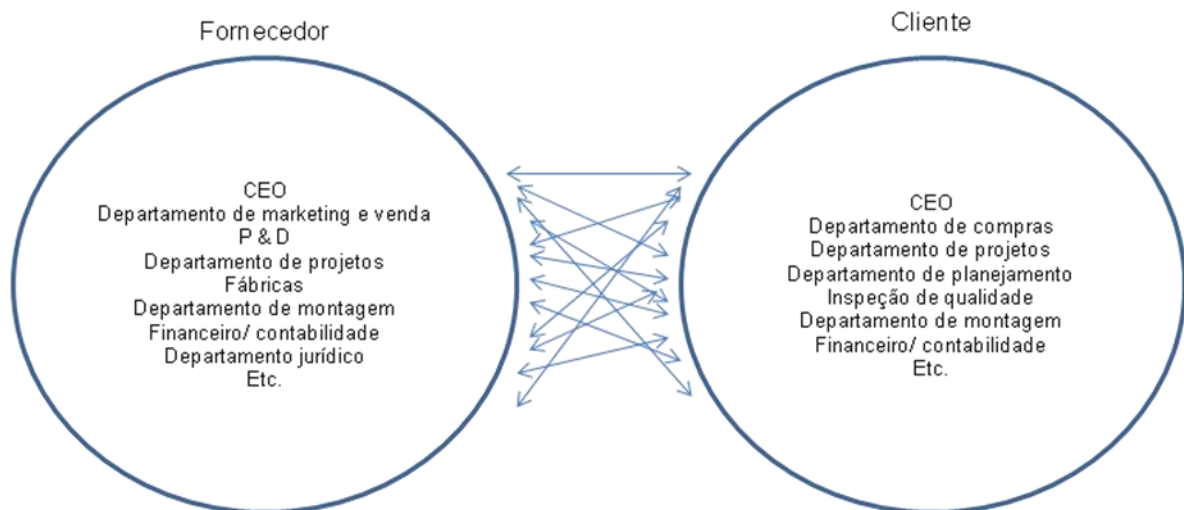 Fornecedor
Cliente
CEO
Departamento de marketing e venda
P & D
Departamento de projetos
Fábricas
Departamento de montagem
Financeiro/ contabilidade
Departamento jurídico
Etc.
CEO
Departamento de compras
Departamento de projetos
Departamento de planejamento
Inspeção de qualidade
Departamento de montagem
Financeiro/ contabilidade
Etc.